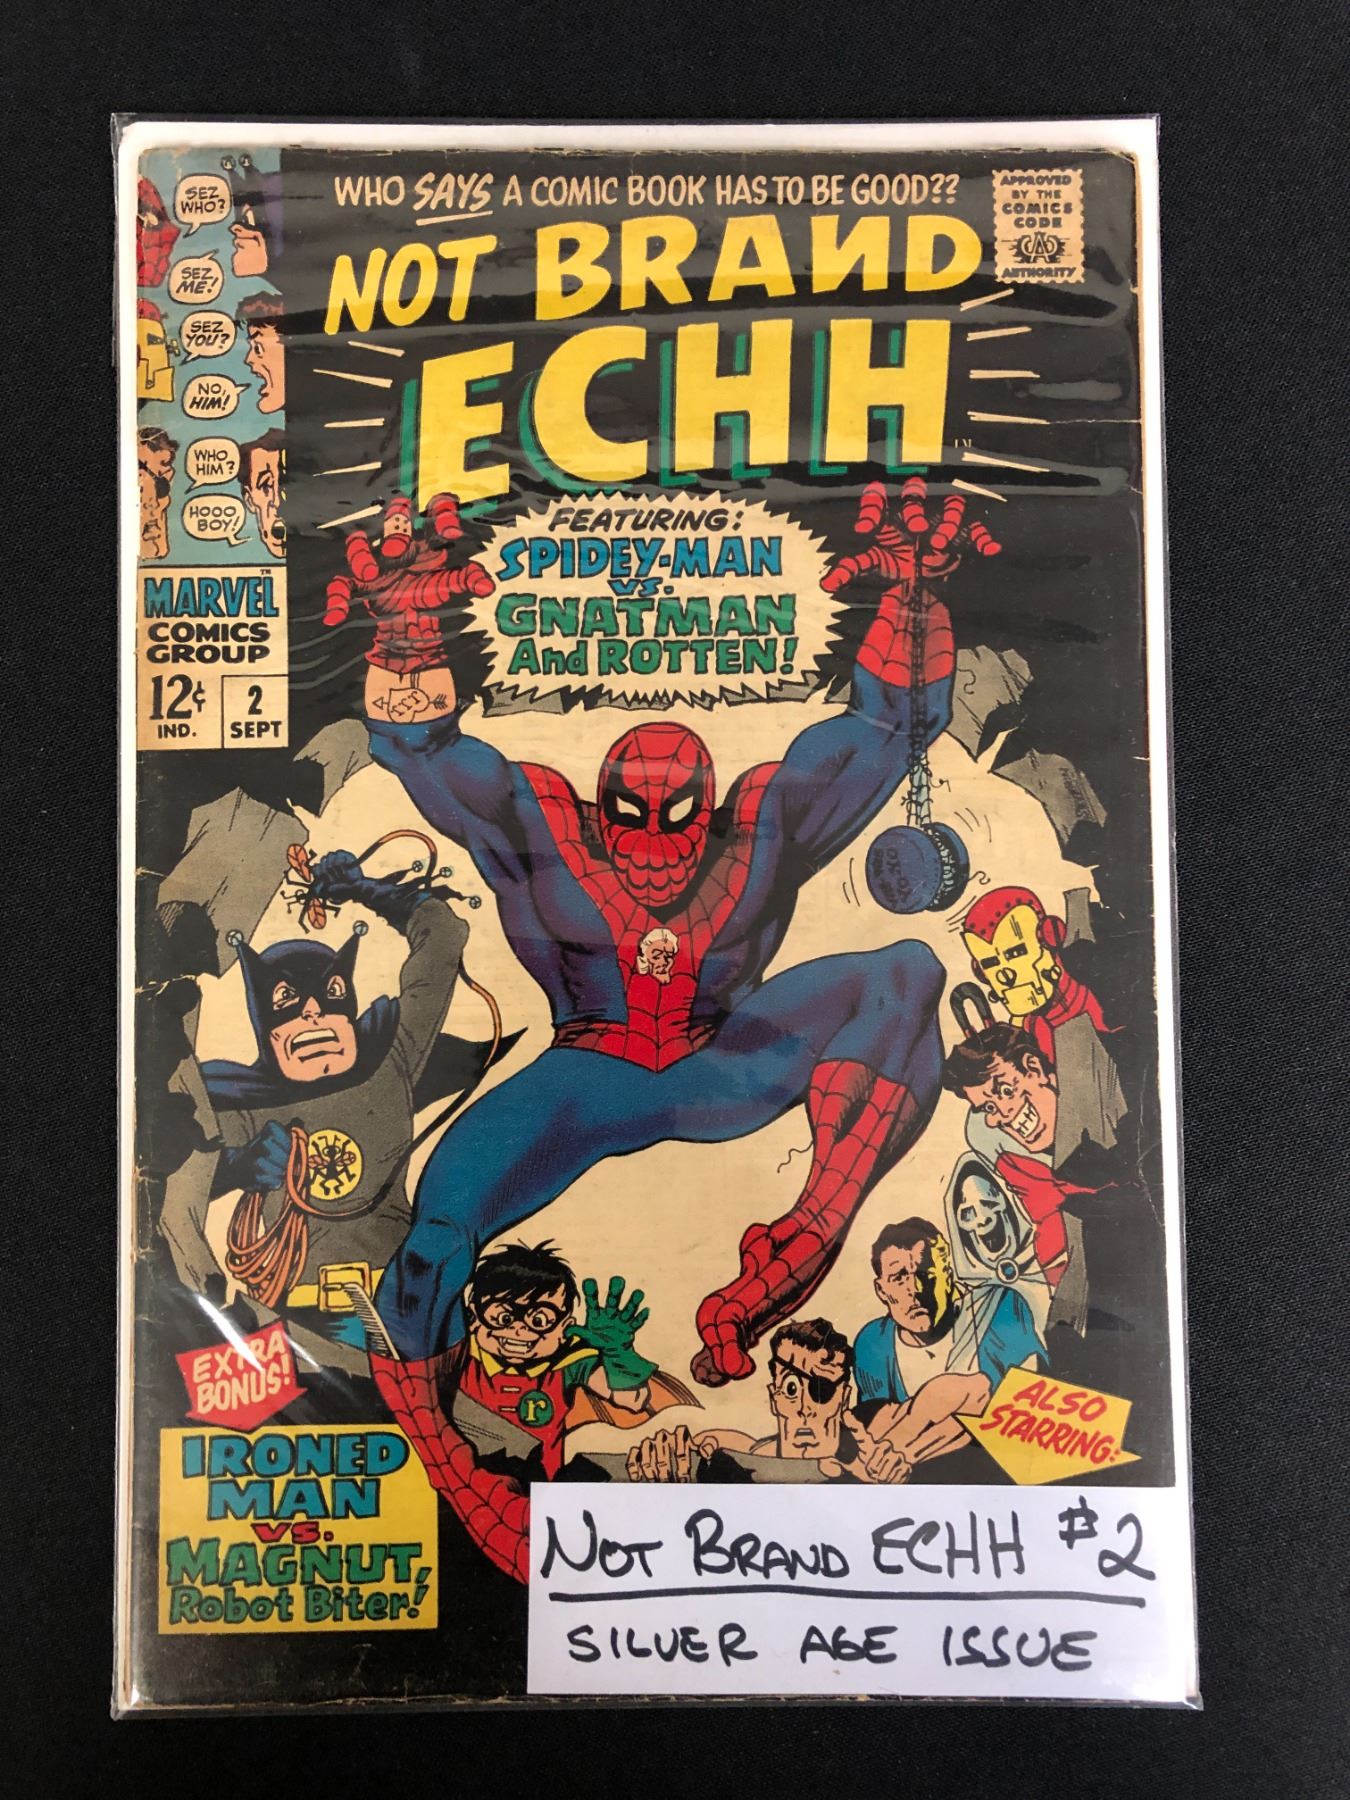 WHO SAYS A COMIC BOOK HAS TO BE GOOD??
NOT BRAND
ECHH
APPROVED
BY THE
COMICS
CODE
CA
AUTHORITY
SEZ
WHO?
SEZ
ME!
SEZ
YOU?
NO,
HIM!
WHO
HIM?
HOOO
BOY!
MARVEL
COMICS
GROUP
12¢
IND.
2
SEPT
FEATURING:
SPIDEY-MAN
VS.
GNATMAN
And ROTTEN!
r
EXTRA
BONUS!
IRONED
MAN
VS.
MAGNUT,
Robot Biter!
ALSO
STARRING:
NOT BRAND ECHH #2
SILVER AGE ISSUE